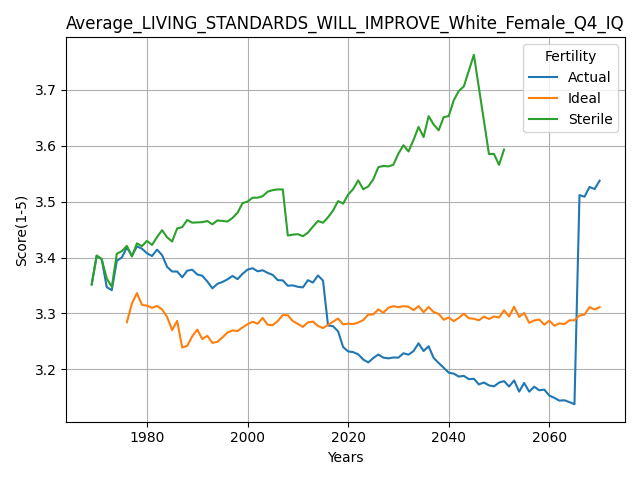 Average_LIVING_STANDARDS_WILL_IMPROVE_White_Female_Q4_IQ
Fertility
Actual
Ideal
Sterile
3.7
3.6
3.5
3.4
3.3
3.2
Score(1-5)
1980
2000
2020
2040
2060
Years